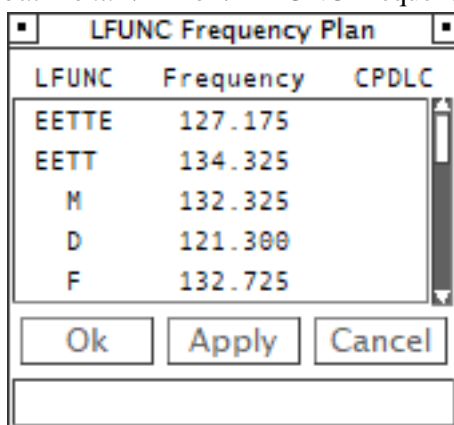 LFUNC Frequency Plan
LFUNC Frequency CPDLC
EETTE 127.175
EETT 134.325
M 132.325
D 121.300
F 132.725
Ok Apply Cancel